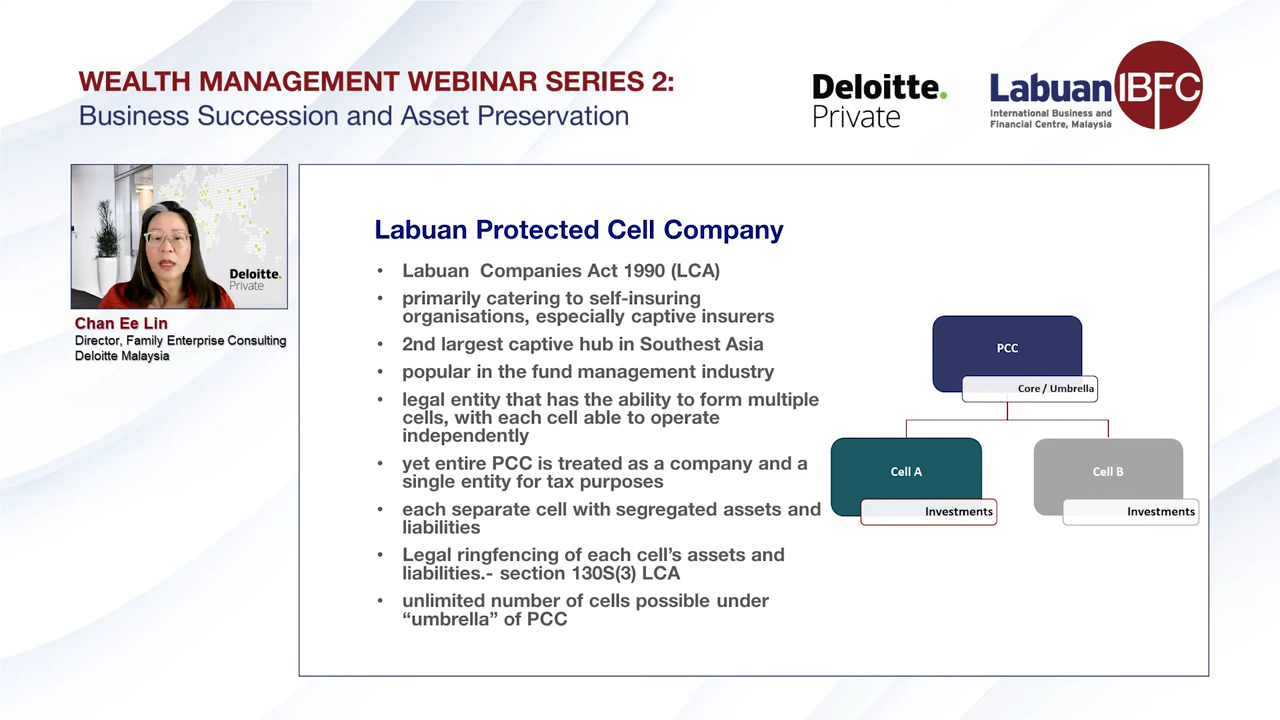 WEALTH MANAGEMENT WEBINAR SERIES 2:
Business Succession and Asset Preservation
Deloitte.
Private
Labuan IBFC
International Business and
Financial Centre, Malaysia
Deloitte.
Private
Chan Ee Lin
Director, Family Enterprise Consulting
Deloitte Malaysia
Labuan Protected Cell Company
• Labuan Companies Act 1990 (LCA)
• primarily catering to self-insuring
organisations, especially captive insurers
• 2nd largest captive hub in Southest Asia
• popular in the fund management industry
• legal entity that has the ability to form multiple
cells, with each cell able to operate
independently
• yet entire PCC is treated as a company and a
single entity for tax purposes
• each separate cell with segregated assets and
liabilities
• Legal ringfencing of each cell’s assets and
liabilities.- section 130S(3) LCA
• unlimited number of cells possible under
“umbrella” of PCC
PCC
Core / Umbrella
Cell A
Investments
Cell B
Investments